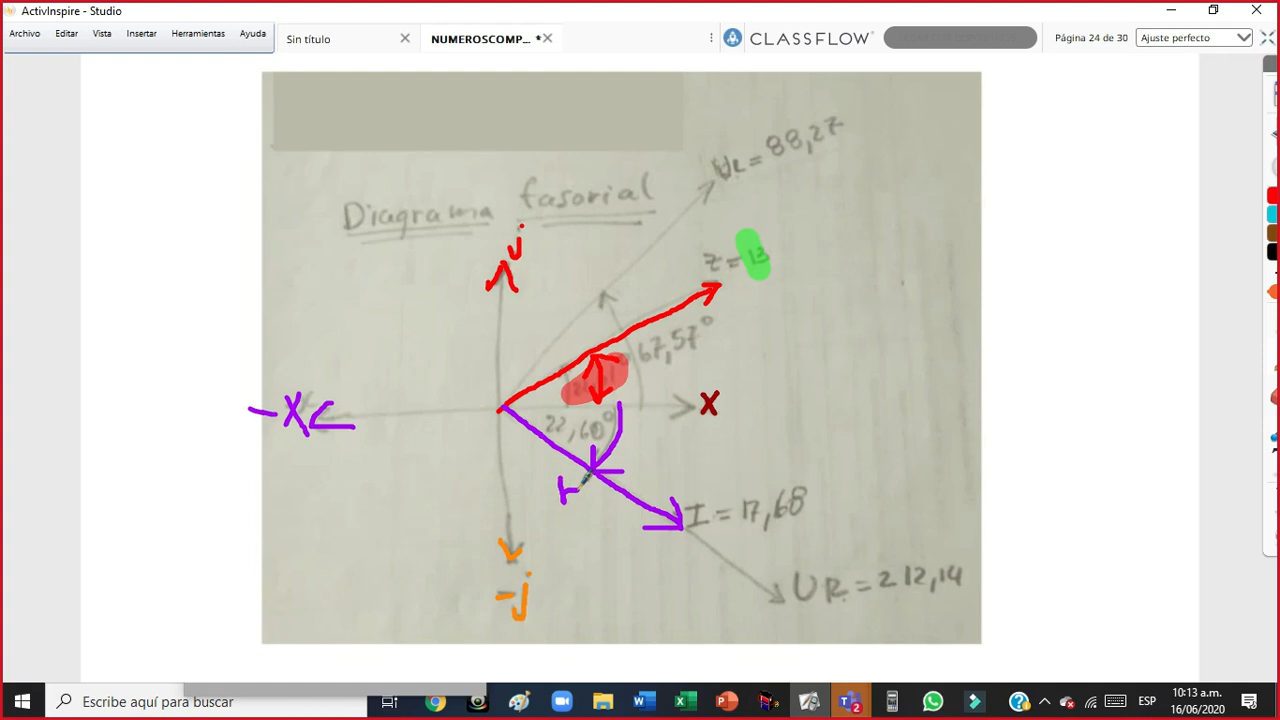 ActivInspire - Studio
Archivo Editar Vista Insertar Herramientas Ayuda
Sin título
NUMEROSCOMP... *
CLASSFLOW
Página 24 de 30
Ajuste perfecto
UL = 88,27
Diagrama fasorial
j
Z = 13
67,57°
-X
X
22,60°
I = 17,68
-j
UR = 212,14
Escribe aquí para buscar
2
ESP
10:13 a.m.
16/06/2020